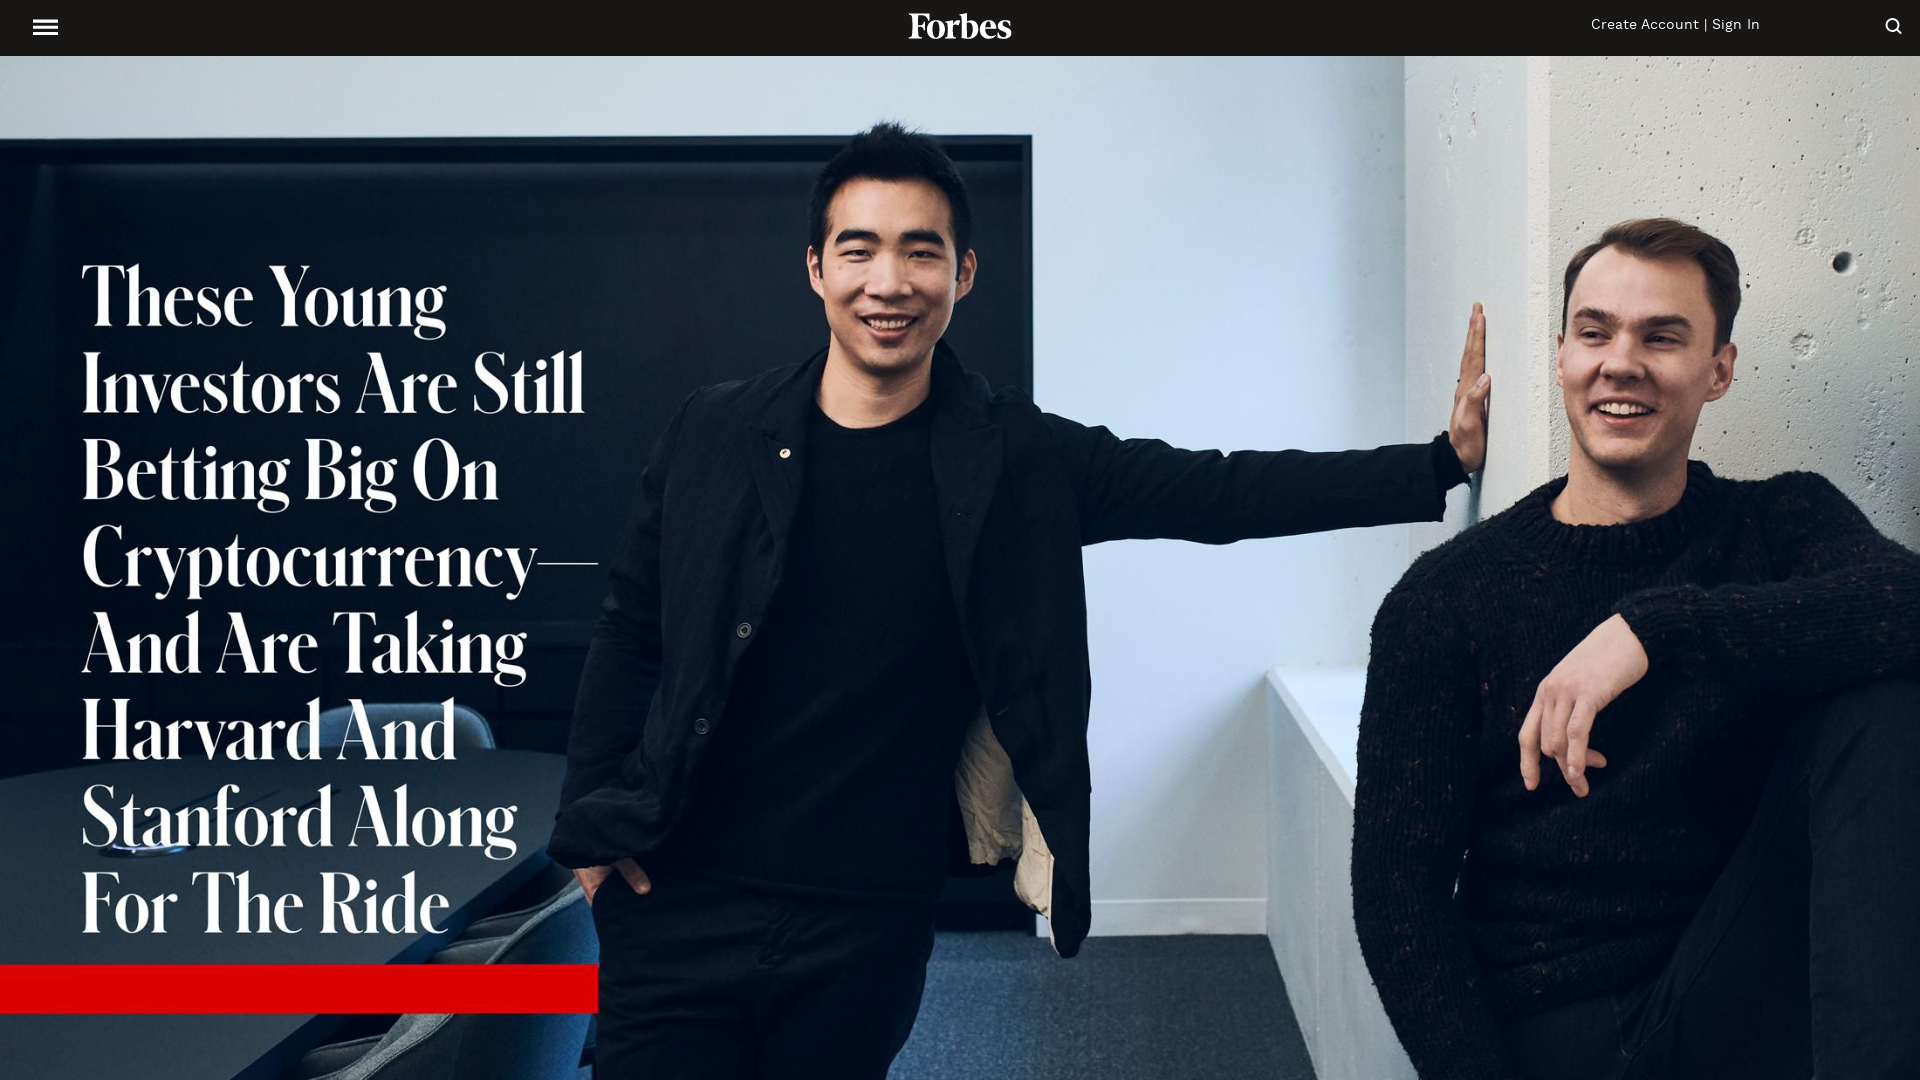 Forbes
Create Account | Sign In
These Young
Investors Are Still
Betting Big On
Cryptocurrency—
And Are Taking
Harvard And
Stanford Along
For The Ride